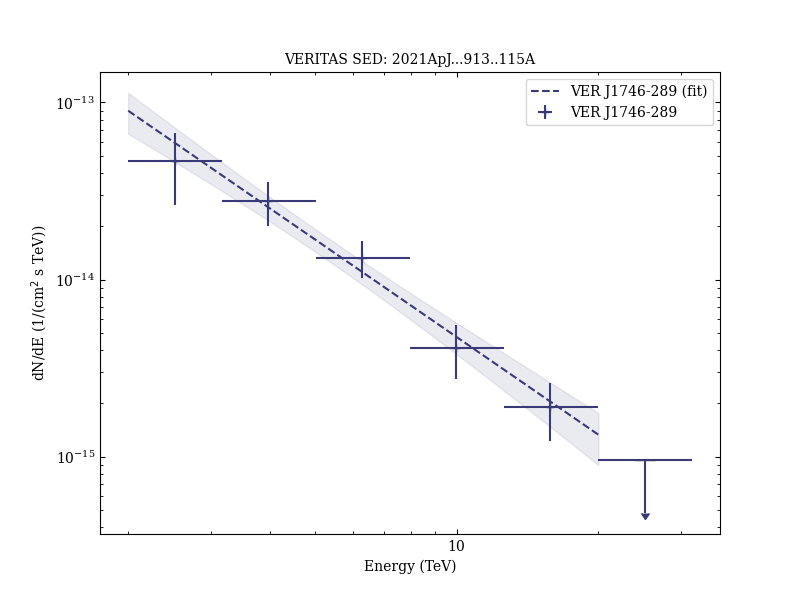 VERITAS SED: 2021ApJ...913..115A
VER J1746-289 (fit)
VER J1746-289
dN/dE (1/(cm² s TeV))
10⁻¹³
10⁻¹⁴
10⁻¹⁵
10
Energy (TeV)